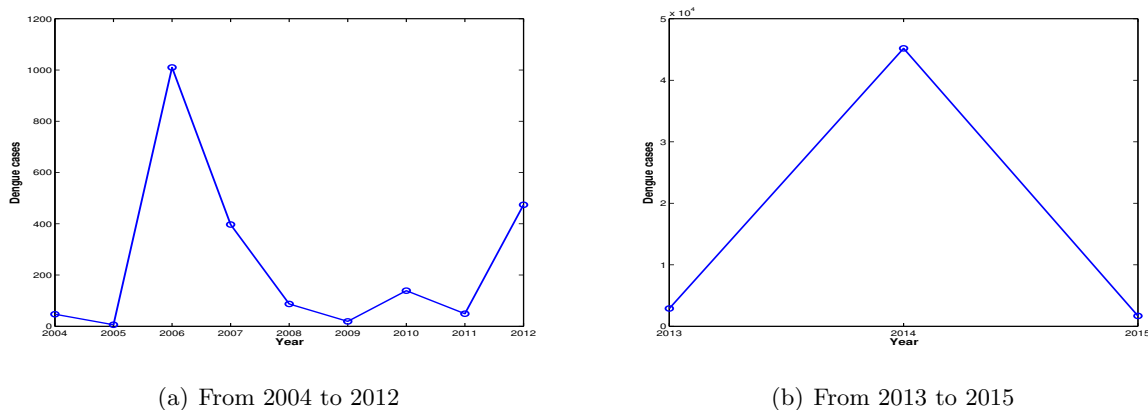 1200
1000
800
600
400
200
0
Dengue cases
2004 2005 2006 2007 2008 2009 2010 2011 2012
Year
(a) From 2004 to 2012
x 10^4
5
4
3
2
1
0
Dengue cases
2013 2014 2015
Year
(b) From 2013 to 2015